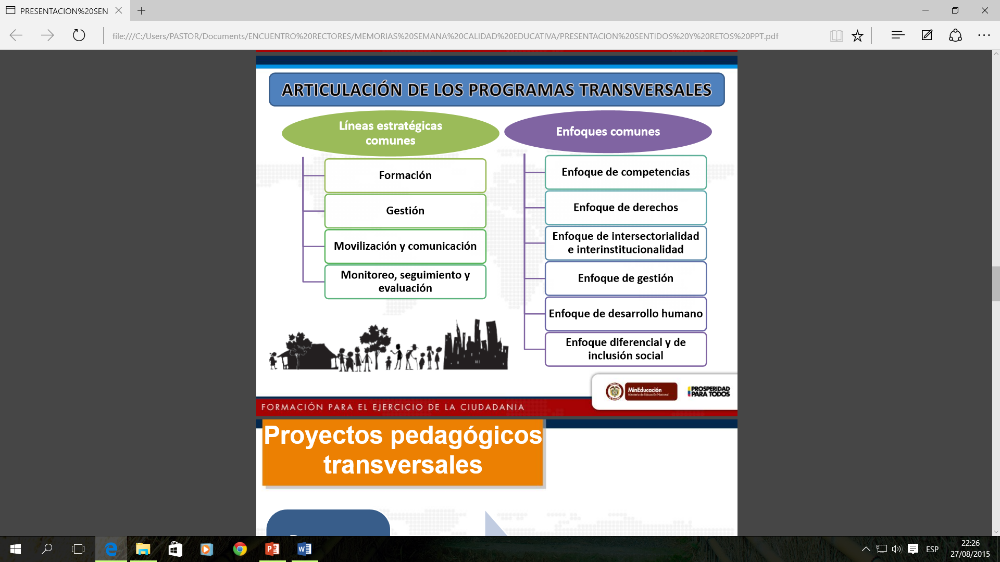 PRESENTACION%20SEN
file:///C:/Users/PASTOR/Documents/ENCUENTRO%20RECTORES/MEMORIAS%20SEMANA%20CALIDAD%20EDUCATIVA/PRESENTACION%20SENTIDOS%20Y%20RETOS%20PPT.pdf
ARTICULACIÓN DE LOS PROGRAMAS TRANSVERSALES
Líneas estratégicas
comunes
Formación
Gestión
Movilización y comunicación
Monitoreo, seguimiento y
evaluación
Enfoques comunes
Enfoque de competencias
Enfoque de derechos
Enfoque de intersectorialidad
e interinstitucionalidad
Enfoque de gestión
Enfoque de desarrollo humano
Enfoque diferencial y de
inclusión social
MinEducación
Ministerio de Educación Nacional
PROSPERIDAD
PARA TODOS
FORMACIÓN PARA EL EJERCICIO DE LA CIUDADANIA
Proyectos pedagógicos
transversales
ESP
22:26
27/08/2015